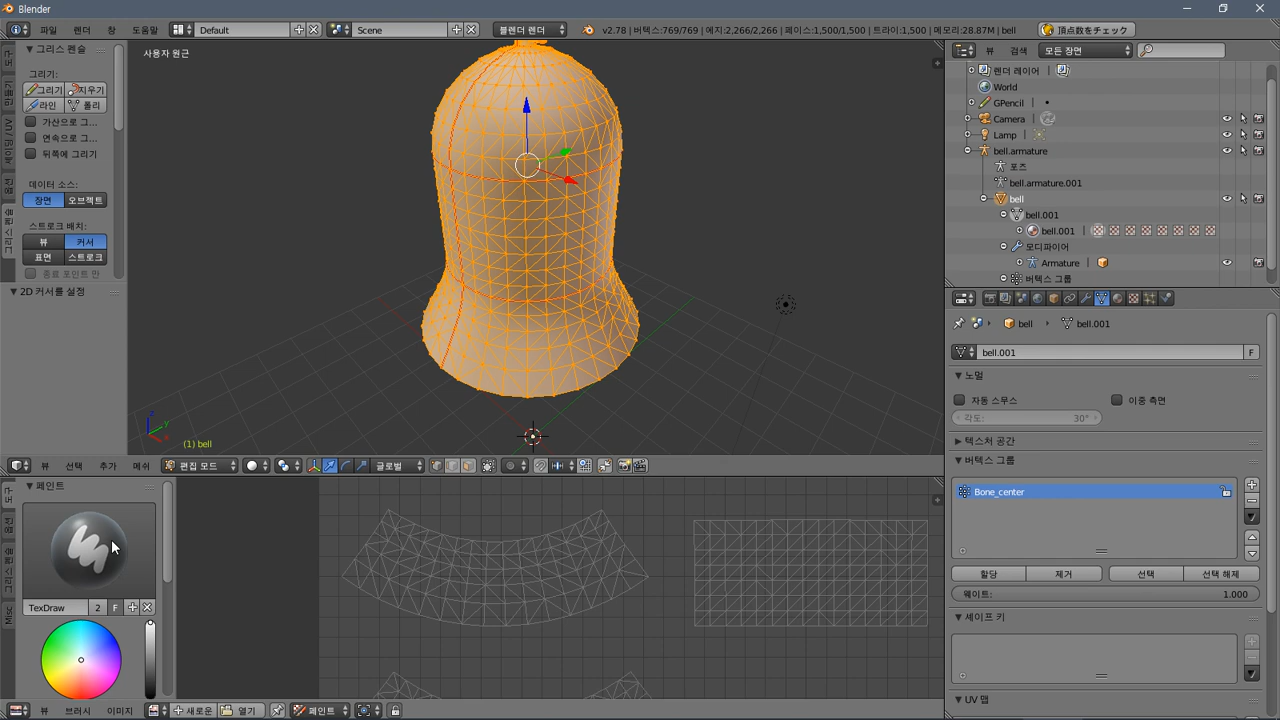 Blender
파일 렌더 창 도움말 Default Scene 블렌더 렌더 v2.78 | 버텍스:769/769 | 에지:2,266/2,266 | 페이스:1,500/1,500 | 트라이:1,500 | 메모리:28.87M | bell 頂点数をチェック
그리스 펜슬
그리기:
그리기 지우기
라인 폴리
가산으로 그...
연속으로 그...
뒤쪽에 그리기
데이터 소스:
장면 오브젝트
스트로크 배치:
뷰 커서
표면 스트로크
종료 포인트 만
2D 커서를 설정
사용자 원근
(1) bell
뷰 선택 추가 메쉬 편집 모드 글로벌
페인트
TexDraw 2 F
Misc
뷰 브러시 이미지 새로운 열기 페인트
뷰 검색 모든 장면
렌더 레이어 |
World
GPencil
Camera
Lamp
bell.armature
포즈
bell.armature.001
bell
bell.001
bell.001 |
모디파이어
Armature |
버텍스 그룹
bell bell.001
bell.001 F
노멀
자동 스무스 이중 측면
각도: 30°
텍스처 공간
버텍스 그룹
Bone_center
할당 제거 선택 선택 해제
웨이트: 1.000
셰이프 키
UV 맵